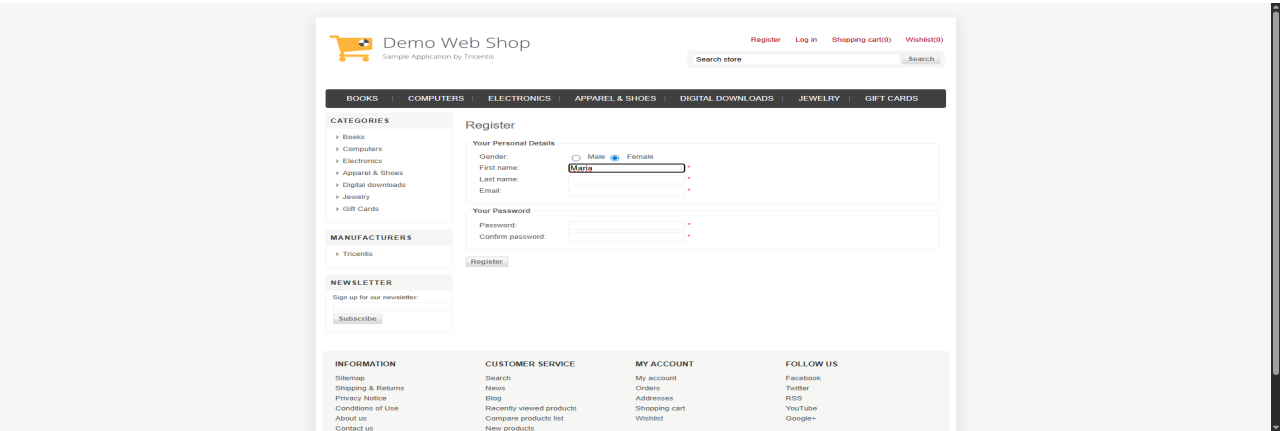 Demo Web Shop
Sample Application by Tricentis
Register Log in Shopping cart(0) Wishlist(0)
Search store Search
BOOKS | COMPUTERS | ELECTRONICS | APPAREL & SHOES | DIGITAL DOWNLOADS | JEWELRY | GIFT CARDS
CATEGORIES
Books
Computers
Electronics
Apparel & Shoes
Digital downloads
Jewelry
Gift Cards
MANUFACTURERS
Tricentis
NEWSLETTER
Sign up for our newsletter:
Subscribe
Register
Your Personal Details
Gender: Male Female
First name: Maria *
Last name: *
Email: *
Your Password
Password: *
Confirm password: *
Register
INFORMATION
Sitemap
Shipping & Returns
Privacy Notice
Conditions of Use
About us
Contact us
CUSTOMER SERVICE
Search
News
Blog
Recently viewed products
Compare products list
New products
MY ACCOUNT
My account
Orders
Addresses
Shopping cart
Wishlist
FOLLOW US
Facebook
Twitter
RSS
YouTube
Google+